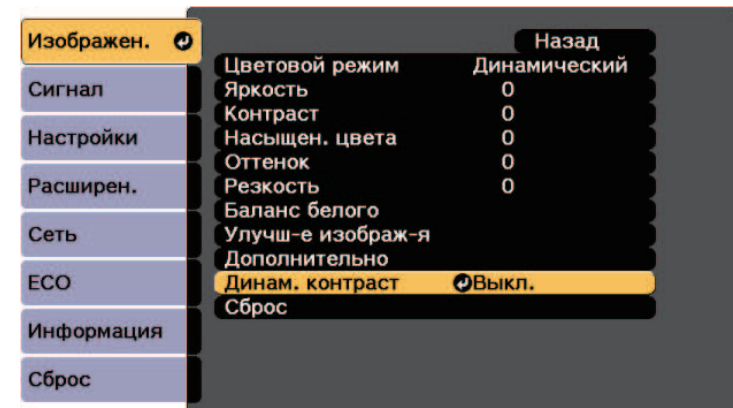 Изображен.
Сигнал
Настройки
Расширен.
Сеть
ECO
Информация
Сброс
Назад
Цветовой режим Динамический
Яркость 0
Контраст 0
Насыщен. цвета 0
Оттенок 0
Резкость 0
Баланс белого
Улучш-е изображ-я
Дополнительно
Динам. контраст Выкл.
Сброс